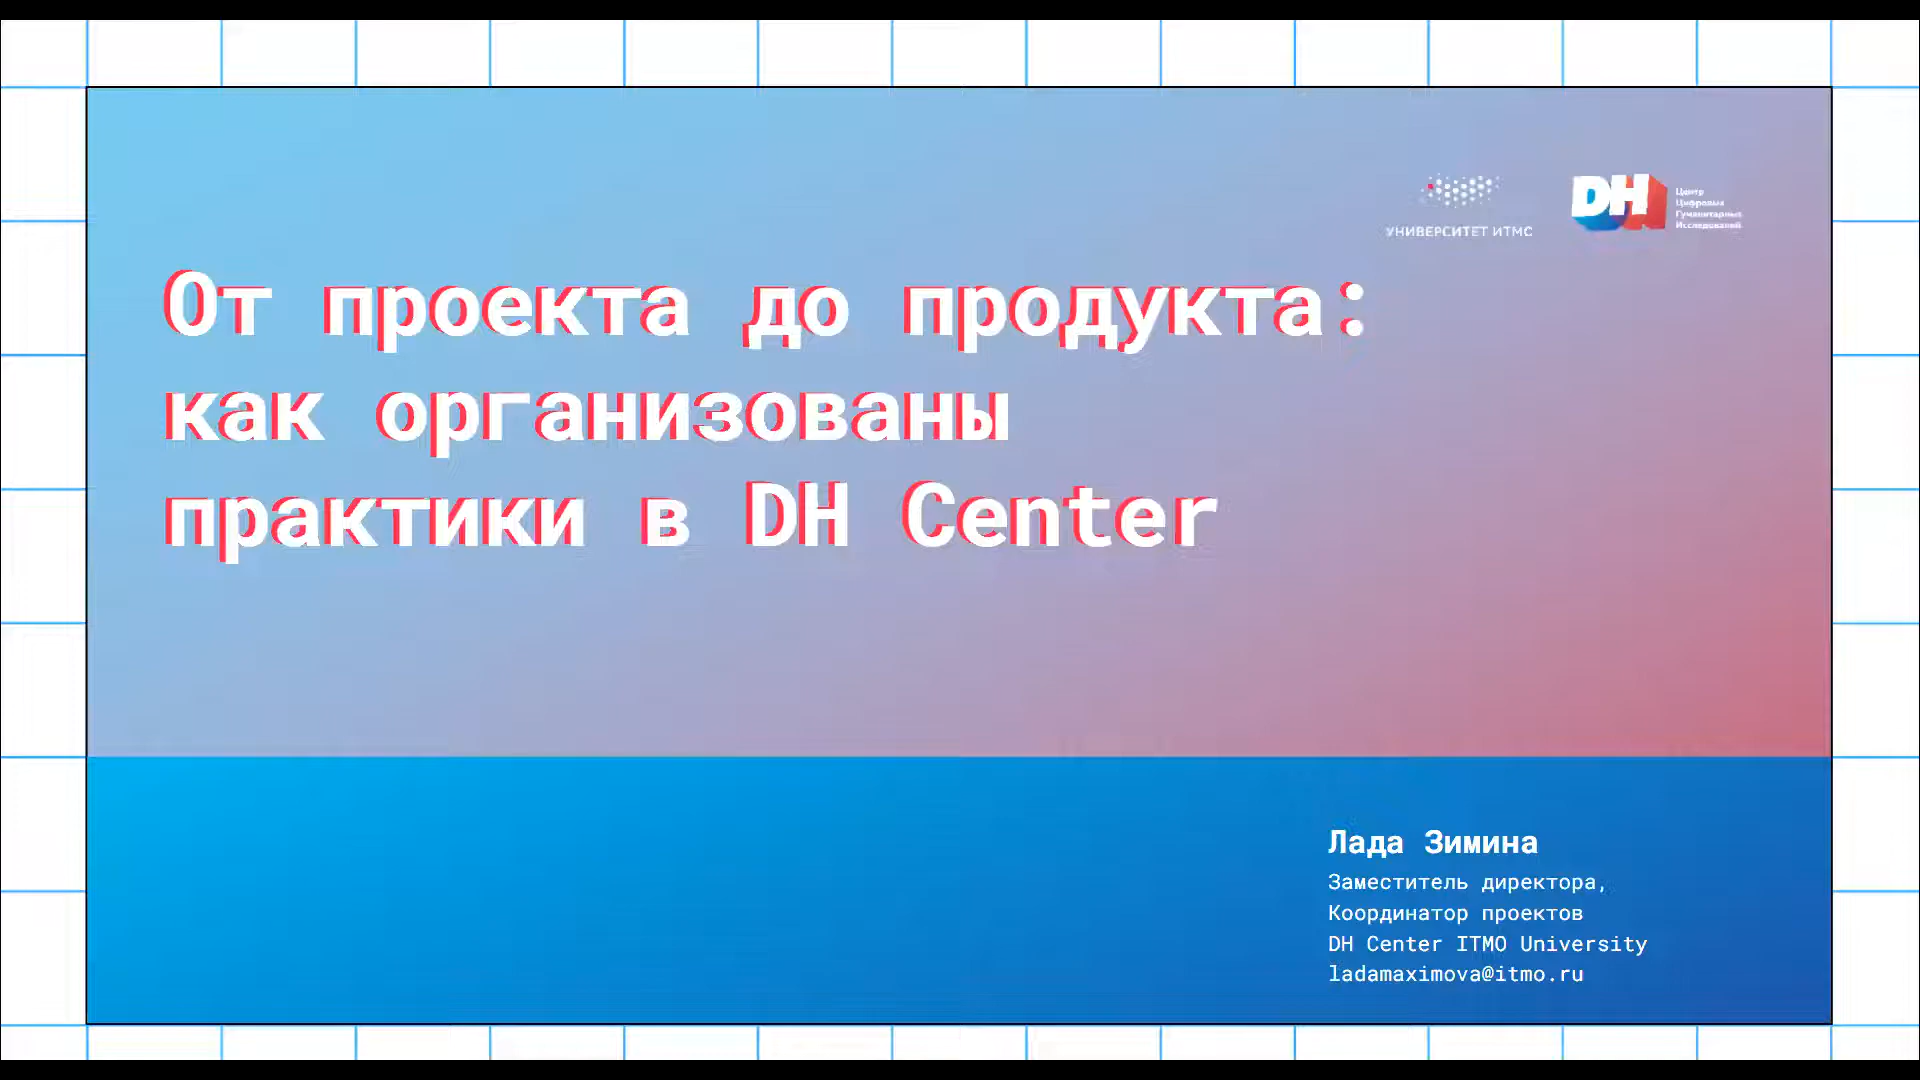 УНИВЕРСИТЕТ ИТМО
DH
Центр
Цифровых
Гуманитарных
Исследований
От проекта до продукта:
как организованы
практики в DH Center
Лада Зимина
Заместитель директора,
Координатор проектов
DH Center ITMO University
ladamaximova@itmo.ru